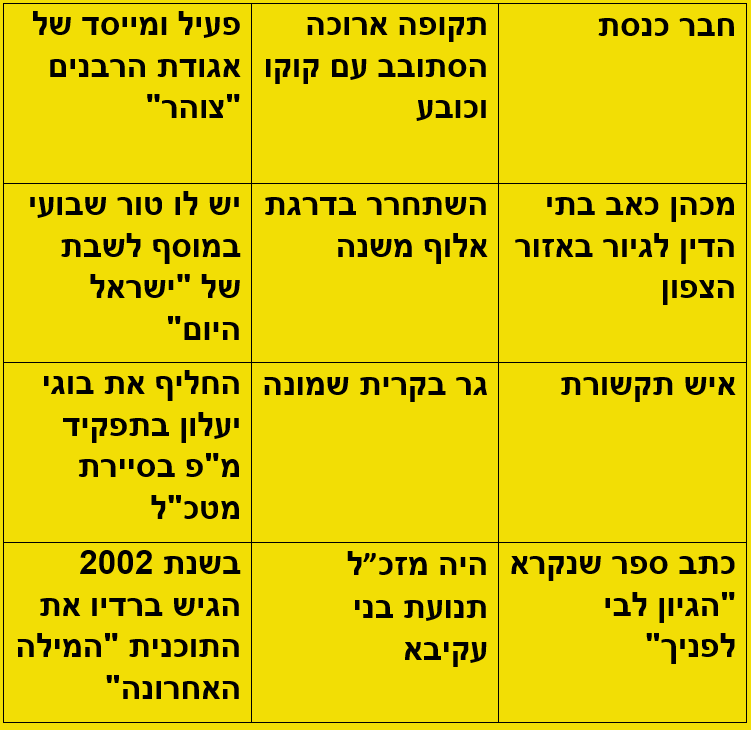 חבר כנסת
תקופה ארוכה
הסתובב עם קוקו
וכובע
פעיל ומייסד של
אגודת הרבנים
"צוהר"
מכהן כאב בתי
הדין לגיור באזור
הצפון
השתחרר בדרגת
אלוף משנה
יש לו טור שבועי
במוסף לשבת
של "ישראל
היום"
איש תקשורת
גר בקרית שמונה
החליף את בוגי
יעלון בתפקיד
מ"פ בסיירת
מטכ"ל
כתב ספר שנקרא
"הגיון לבי
לפניך"
היה מזכ״ל
תנועת בני
עקיבא
בשנת 2002
הגיש ברדיו את
התוכנית "המילה
האחרונה"